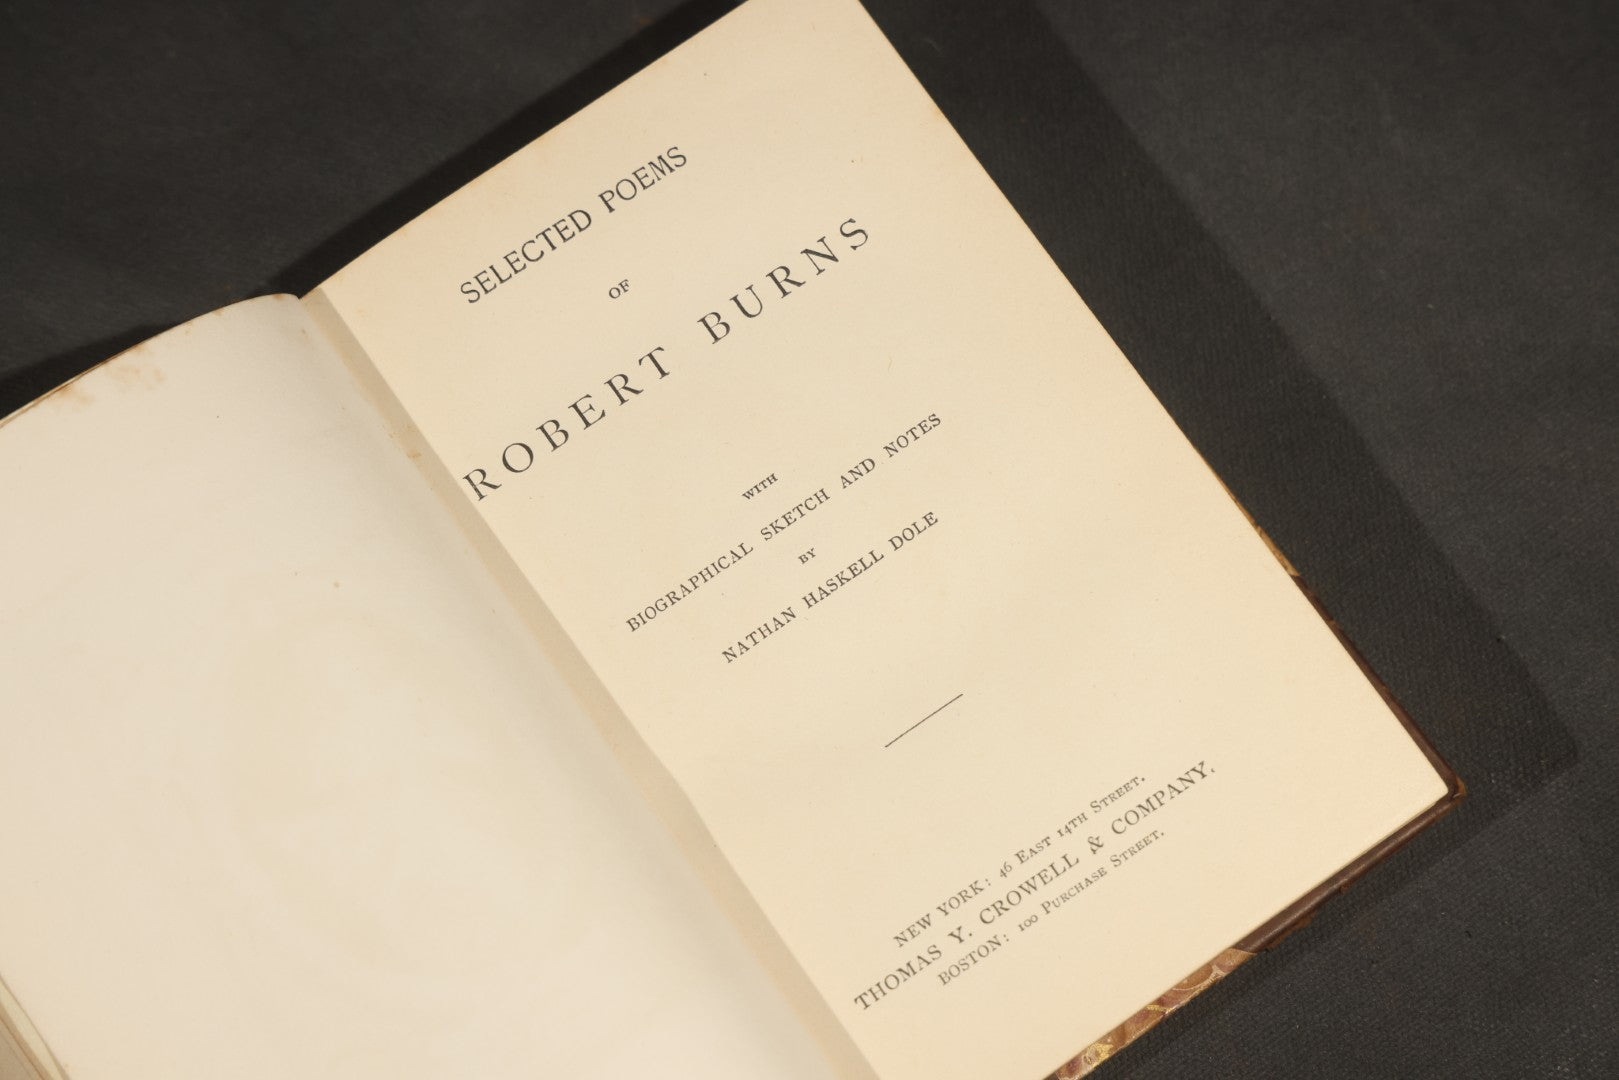 SELECTED POEMS
OF
ROBERT BURNS
WITH
BIOGRAPHICAL SKETCH AND NOTES
BY
NATHAN HASKELL DOLE
NEW YORK: 46 EAST 14TH STREET.
THOMAS Y. CROWELL & COMPANY.
BOSTON: 100 PURCHASE STREET.